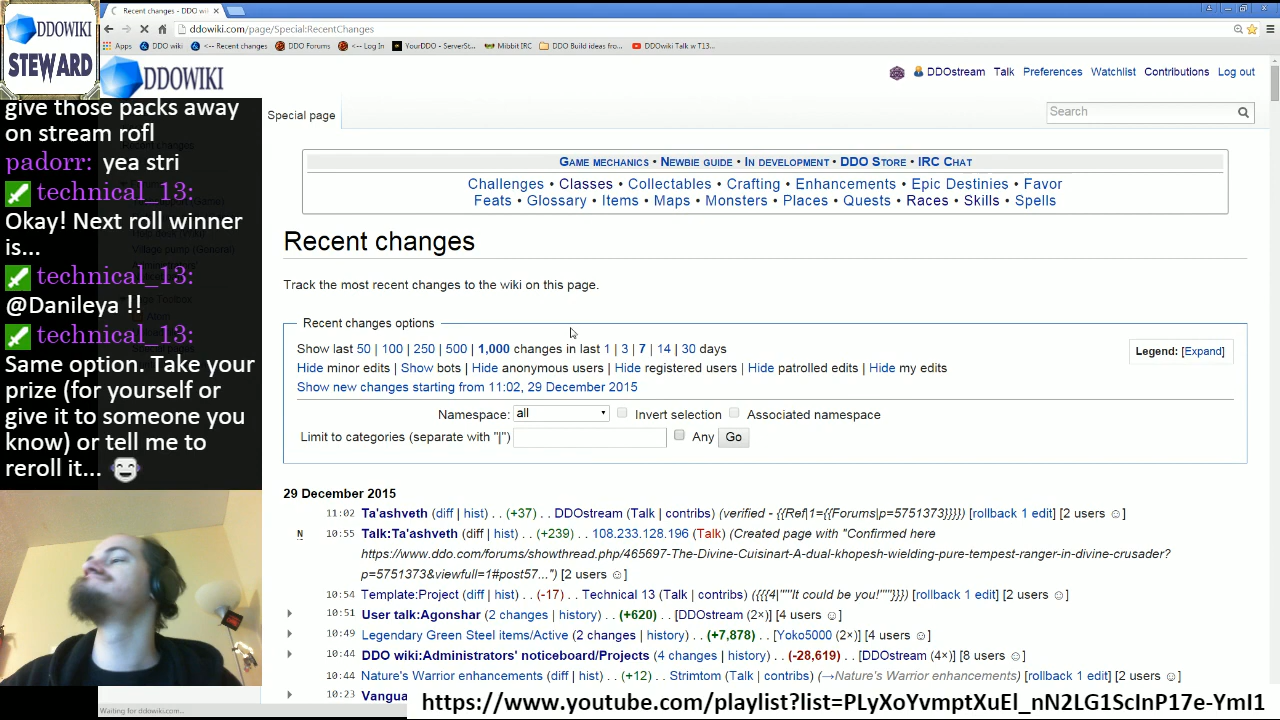 Recent changes - DDO wi
ddowiki.com/page/Special:RecentChanges
Apps DDO wiki <-- Recent changes DDO Forums <-- Log In YourDDO - ServerSt... Mibbit IRC DDO Build ideas fro... DDOwiki Talk w T13...
DDOWIKI
STEWARD
DDOWIKI
DDOstream Talk Preferences Watchlist Contributions Log out
Special page
Search
give those packs away
on stream rofl
padorr: yea stri
technical_13:
Okay! Next roll winner
is...
technical_13:
@Danileya !!
technical_13:
Same option. Take your
prize (for yourself or
give it to someone you
know) or tell me to
reroll it...
Village pump (General)
GAME MECHANICS • NEWBIE GUIDE • IN DEVELOPMENT • DDO STORE • IRC CHAT
Challenges • Classes • Collectables • Crafting • Enhancements • Epic Destinies • Favor
Feats • Glossary • Items • Maps • Monsters • Places • Quests • Races • Skills • Spells
Recent changes
Track the most recent changes to the wiki on this page.
Recent changes options
Show last 50 | 100 | 250 | 500 | 1,000 changes in last 1 | 3 | 7 | 14 | 30 days
Legend: [Expand]
Hide minor edits | Show bots | Hide anonymous users | Hide registered users | Hide patrolled edits | Hide my edits
Show new changes starting from 11:02, 29 December 2015
Namespace: all Invert selection Associated namespace
Limit to categories (separate with "|") Any Go
29 December 2015
11:02 Ta'ashveth (diff | hist) . . (+37) . . DDOstream (Talk | contribs) (verified - {{Ref|1={{Forums|p=5751373}}}}) [rollback 1 edit] [2 users ☺]
N 10:55 Talk:Ta'ashveth (diff | hist) . . (+239) . . 108.233.128.196 (Talk) (Created page with "Confirmed here
https://www.ddo.com/forums/showthread.php/465697-The-Divine-Cuisinart-A-dual-khopesh-wielding-pure-tempest-ranger-in-divine-crusader?
p=5751373&viewfull=1#post57...") [2 users ☺]
10:54 Template:Project (diff | hist) . . (-17) . . Technical 13 (Talk | contribs) ({{{4|'""It could be you!'""}}}) [rollback 1 edit] [2 users ☺]
10:51 User talk:Agonshar (2 changes | history) . . (+620) . . [DDOstream (2×)] [4 users ☺]
10:49 Legendary Green Steel items/Active (2 changes | history) . . (+7,878) . . [Yoko5000 (2×)] [4 users ☺]
10:44 DDO wiki:Administrators' noticeboard/Projects (4 changes | history) . . (-28,619) . . [DDOstream (4×)] [8 users ☺]
10:44 Nature's Warrior enhancements (diff | hist) . . (+12) . . Strimtom (Talk | contribs) (→Nature's Warrior enhancements) [rollback 1 edit] [2 users ☺]
10:23 Vangua
Waiting for ddowiki.com...
https://www.youtube.com/playlist?list=PLyXoYvmptXuEl_nN2LG1ScInP17e-YmI1